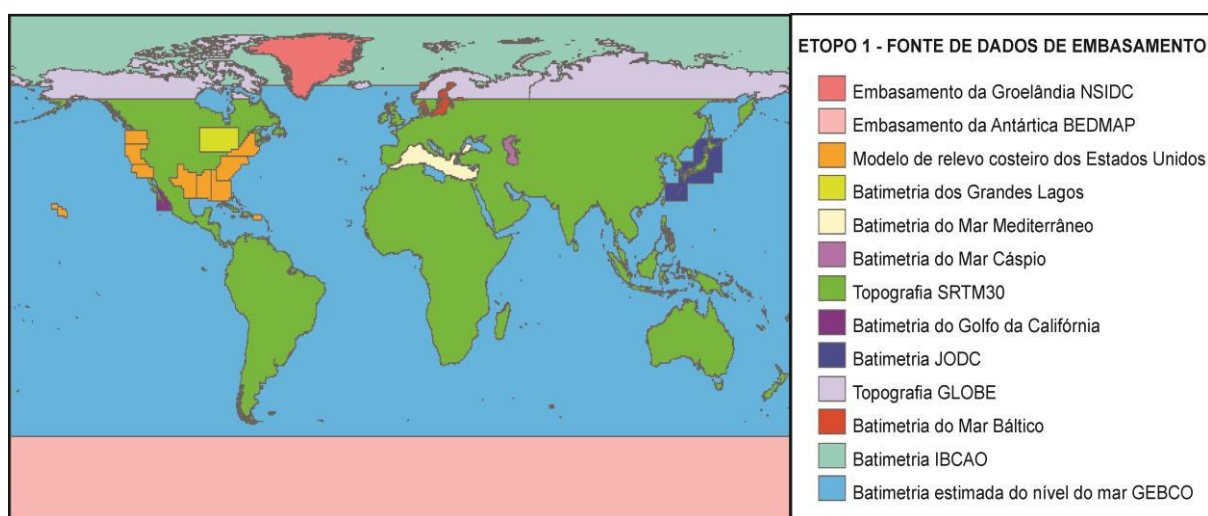 ETOPO 1 - FONTE DE DADOS DE EMBASAMENTO
Embasamento da Groelândia NSIDC
Embasamento da Antártica BEDMAP
Modelo de relevo costeiro dos Estados Unidos
Batimetria dos Grandes Lagos
Batimetria do Mar Mediterrâneo
Batimetria do Mar Cáspio
Topografia SRTM30
Batimetria do Golfo da Califórnia
Batimetria JODC
Topografia GLOBE
Batimetria do Mar Báltico
Batimetria IBCAO
Batimetria estimada do nível do mar GEBCO